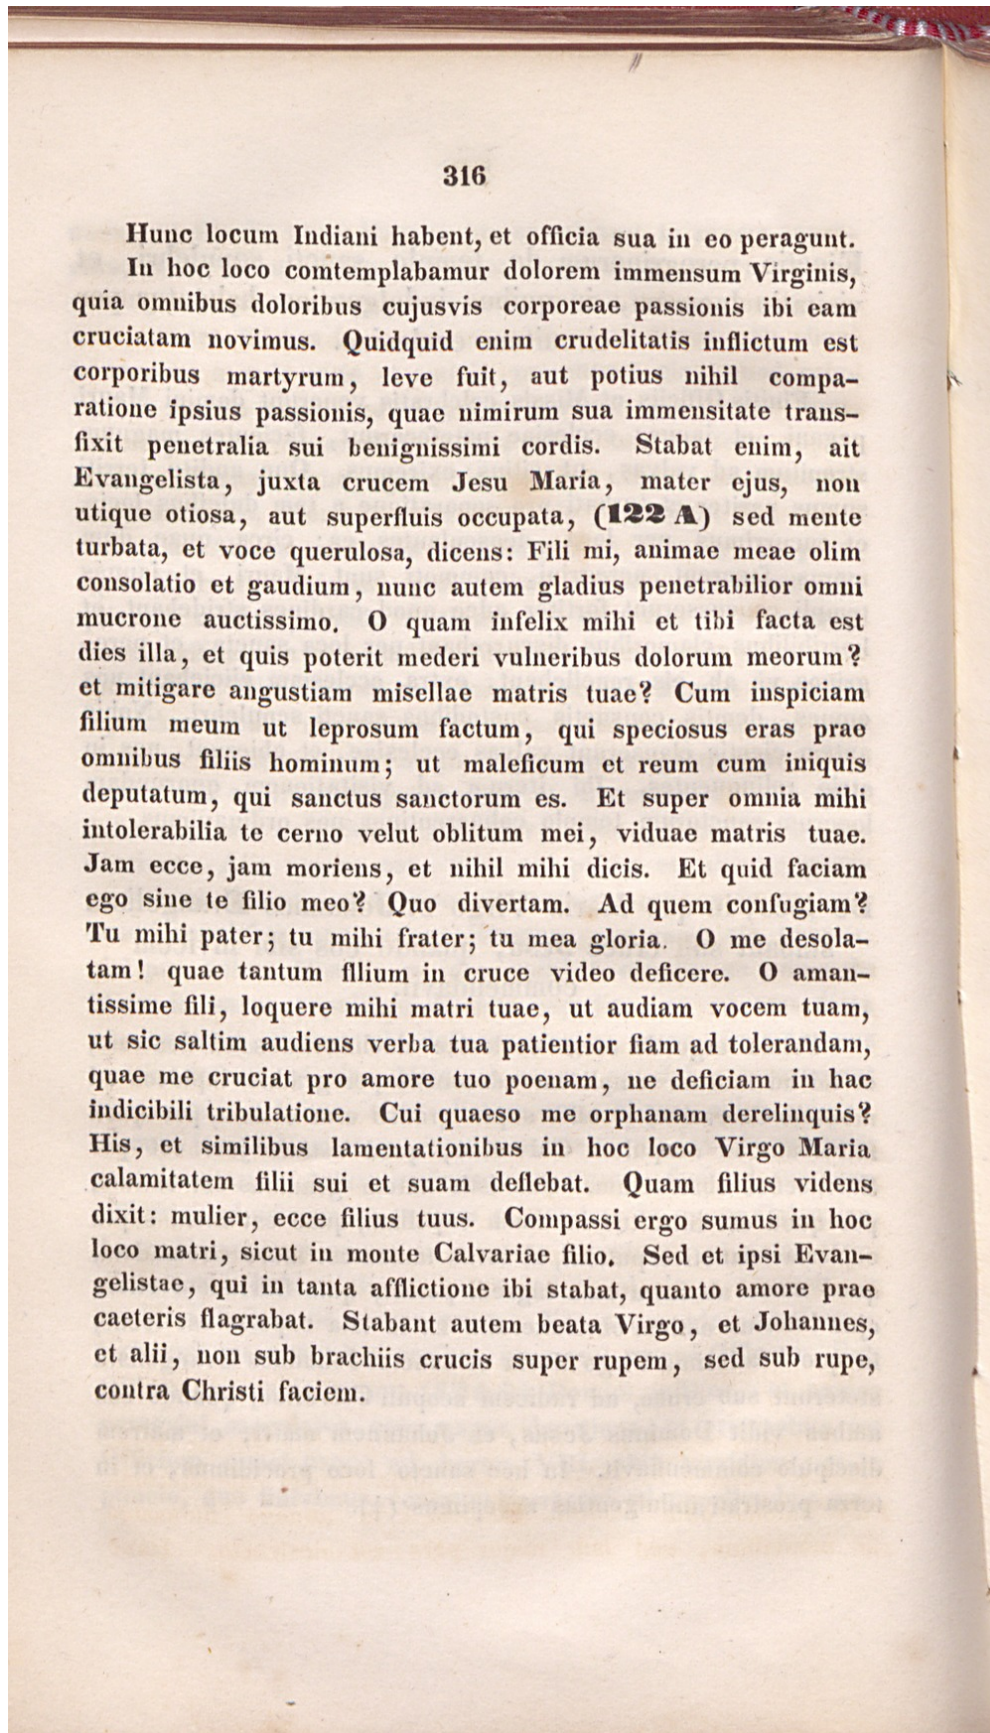 316
Hunc locum Indiani habent, et officia sua in eo peragunt.
In hoc loco comtemplabamur dolorem immensum Virginis,
quia omnibus doloribus cujusvis corporeae passionis ibi eam
cruciatam novimus. Quidquid enim crudelitatis inflictum est
corporibus martyrum, leve fuit, aut potius nihil compa-
ratione ipsius passionis, quae nimirum sua immensitate trans-
fixit penetralia sui benignissimi cordis. Stabat enim, ait
Evangelista, juxta crucem Jesu Maria, mater ejus, non
utique otiosa, aut superfluis occupata, (122 A) sed mente
turbata, et voce querulosa, dicens: Fili mi, animae meae olim
consolatio et gaudium, nunc autem gladius penetrabilior omni
mucrone auctissimo. O quam infelix mihi et tibi facta est
dies illa, et quis poterit mederi vulneribus dolorum meorum?
et mitigare angustiam misellae matris tuae? Cum inspiciam
filium meum ut leprosum factum, qui speciosus eras prae
omnibus filiis hominum; ut maleficum et reum cum iniquis
deputatum, qui sanctus sanctorum es. Et super omnia mihi
intolerabilia te cerno velut oblitum mei, viduae matris tuae.
Jam ecce, jam moriens, et nihil mihi dicis. Et quid faciam
ego sine te filio meo? Quo divertam. Ad quem confugiam?
Tu mihi pater; tu mihi frater; tu mea gloria. O me desola-
tam! quae tantum filium in cruce video deficere. O aman-
tissime fili, loquere mihi matri tuae, ut audiam vocem tuam,
ut sic saltim audiens verba tua patientior fiam ad tolerandam,
quae me cruciat pro amore tuo poenam, ne deficiam in hac
indicibili tribulatione. Cui quaeso me orphanam derelinquis?
His, et similibus lamentationibus in hoc loco Virgo Maria
calamitatem filii sui et suam deflebat. Quam filius videns
dixit: mulier, ecce filius tuus. Compassi ergo sumus in hoc
loco matri, sicut in monte Calvariae filio. Sed et ipsi Evan-
gelistae, qui in tanta afflictione ibi stabat, quanto amore prae
caeteris flagrabat. Stabant autem beata Virgo, et Johannes,
et alii, non sub brachiis crucis super rupem, sed sub rupe,
contra Christi faciem.